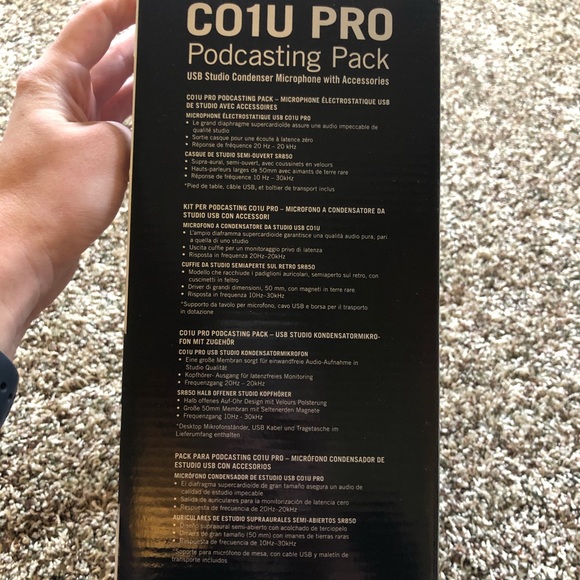 CO1U PRO
Podcasting Pack
USB Studio Condenser Microphone with Accessories
CO1U PRO PODCASTING PACK – MICROPHONE ÉLECTROSTATIQUE USB
DE STUDIO AVEC ACCESSOIRES
MICROPHONE ÉLECTROSTATIQUE USB CO1U PRO
• Le grand diaphragme supercardioïde assure une audio impeccable de
qualité studio
• Sortie casque pour une écoute à latence zéro
• Réponse de fréquence 20 Hz – 20 kHz
CASQUE DE STUDIO SEMI-OUVERT SR850
• Supra-aural, semi-ouvert, avec coussinets en velours
• Hauts-parleurs larges de 50mm avec aimants de terre rare
• Réponse de fréquence 10 Hz – 30kHz
*Pied de table, câble USB, et boîtier de transport inclus
KIT PER PODCASTING CO1U PRO – MICROFONO A CONDENSATORE DA
STUDIO USB CON ACCESSORI
MICROFONO A CONDENSATORE DA STUDIO USB CO1U
• L'ampio diaframma supercardioide garantisce una qualità audio pura, pari
a quella di uno studio
• Uscita cuffie per un monitoraggio privo di latenza
• Risposta in frequenza 20Hz–20kHz
CUFFIE DA STUDIO SEMIAPERTE SUL RETRO SR850
• Modello che racchiude i padiglioni auricolari, semiaperto sul retro, con
cuscinetti in feltro
• Driver di grandi dimensioni, 50 mm, con magneti in terre rare
• Risposta in frequenza 10Hz–30kHz
*Supporto da tavolo per microfono, cavo USB e borsa per il trasporto
in dotazione
CO1U PRO PODCASTING PACK – USB STUDIO KONDENSATORMIKRO-
FON MIT ZUGEHÖR
CO1U PRO USB STUDIO KONDENSATORMIKROFON
• Eine große Membran sorgt für einwandfreie Audio-Aufnahme in
Studio Qualität
• Kopfhörer- Ausgang für latenzfreies Monitoring
• Frequenzgang 20Hz – 20kHz
SR850 HALB OFFENER STUDIO KOPFHÖRER
• Halb offenes Auf-Ohr Design mit Velours Polsterung
• Große 50mm Membran mit Seltenerden Magnete
• Frequenzgang 10Hz - 30kHz
*Desktop Mikrofonständer, USB Kabel und Tragetasche im
Lieferumfang enthalten
PACK PARA PODCASTING CO1U PRO – MICRÓFONO CONDENSADOR DE
ESTUDIO USB CON ACCESORIOS
MICRÓFONO CONDENSADOR DE ESTUDIO USB CO1U PRO
• El diafragma supercardioide de gran tamaño asegura un audio de
calidad de estudio impecable
• Salida de auriculares para la monitorización de latencia cero
• Respuesta de frecuencia de 20Hz–20kHz
AURICULARES DE ESTUDIO SUPRAAURALES SEMI-ABIERTOS SR850
• Diseño supraaural semi-abierto con acolchado de terciopelo
• Drivers de gran tamaño (50 mm) con imanes de tierras raras
• Respuesta de frecuencia de 10Hz–30kHz
*Soporte para micrófono de mesa, con cable USB y maletín de
transporte incluidos